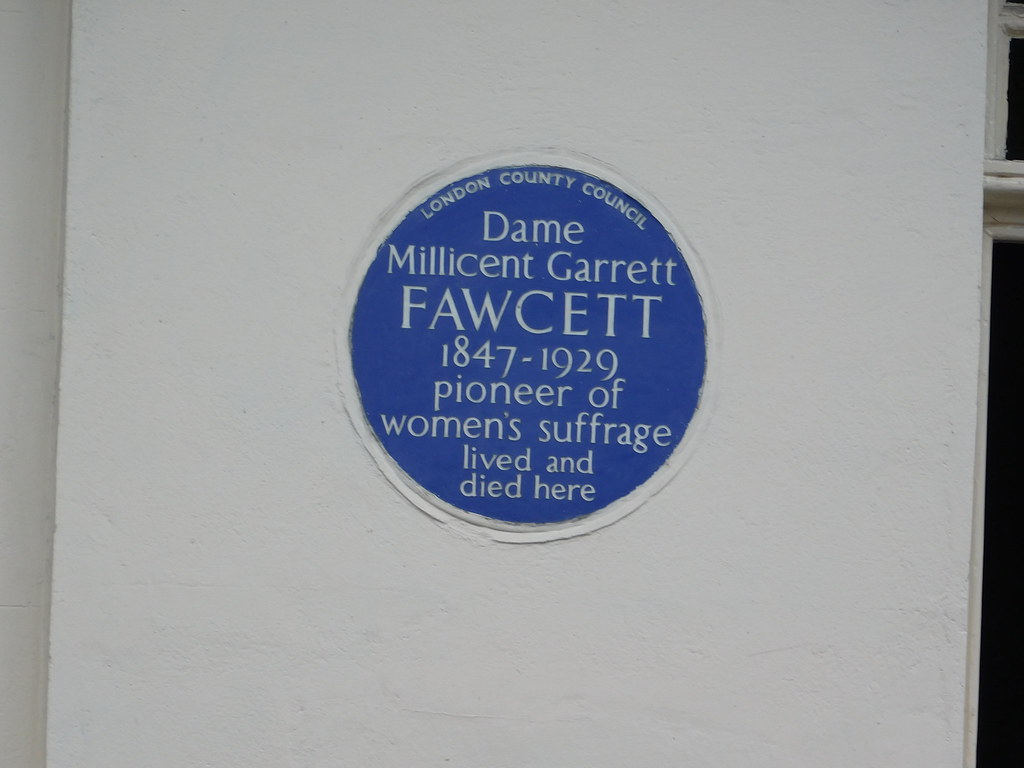 LONDON COUNTY COUNCIL
Dame
Millicent Garrett
FAWCETT
1847-1929
pioneer of
women's suffrage
lived and
died here